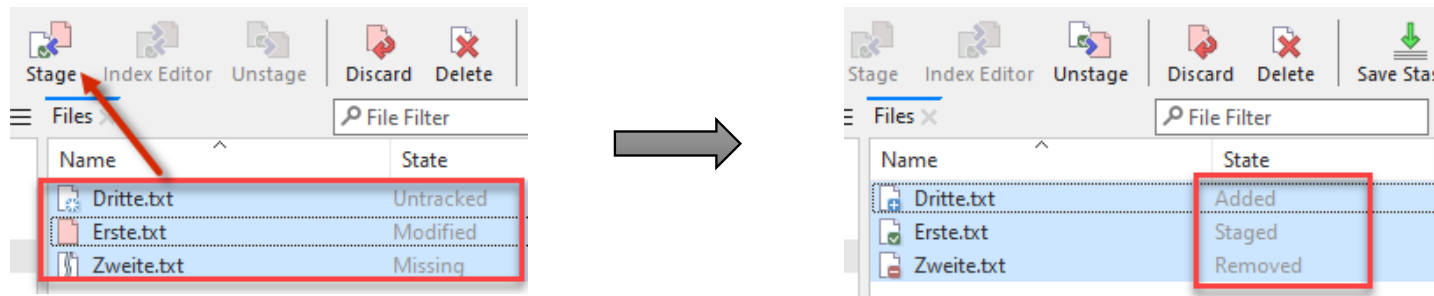 Stage Index Editor Unstage Discard Delete
Files File Filter
Name State
Dritte.txt Untracked
Erste.txt Modified
Zweite.txt Missing
Stage Index Editor Unstage Discard Delete Save Stas
Files File Filter
Name State
Dritte.txt Added
Erste.txt Staged
Zweite.txt Removed